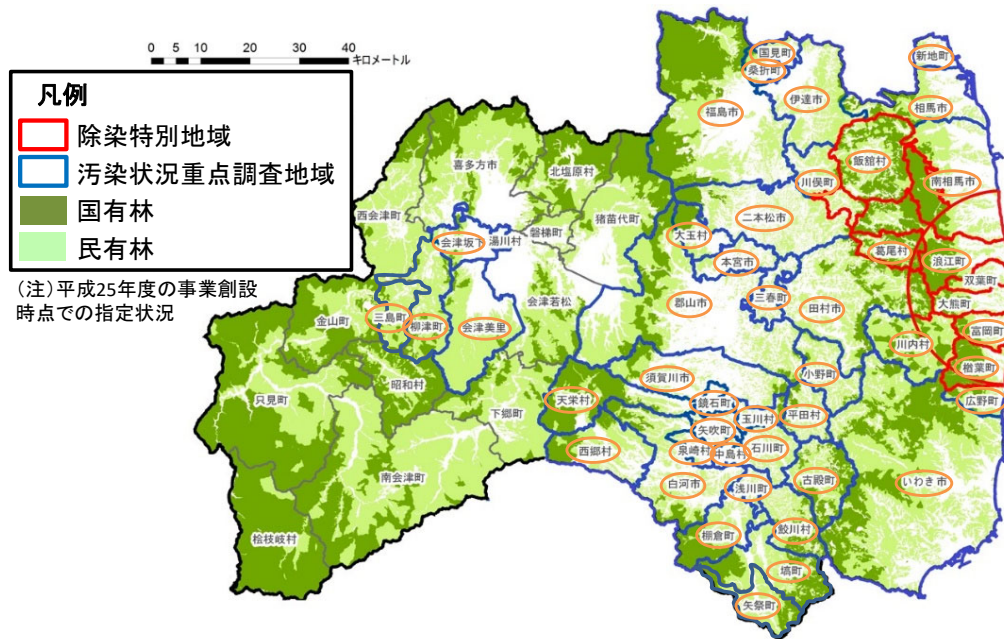 0 5 10 20 30 40
キロメートル
凡例
除染特別地域
汚染状況重点調査地域
国有林
民有林
(注)平成25年度の事業創設
時点での指定状況
国見町
桑折町
新地町
伊達市
相馬市
福島市
飯舘村
喜多方市
北塩原村
川俣町
南相馬市
西会津町
猪苗代町
二本松市
会津坂下
湯川村
磐梯町
大玉村
葛尾村
浪江町
本宮市
双葉町
会津若松
郡山市
三春町
田村市
大熊町
金山町
三島町
柳津町
会津美里
富岡町
川内村
昭和村
須賀川市
小野町
楢葉町
只見町
下郷町
天栄村
鏡石町
玉川村
平田村
広野町
矢吹町
西郷村
泉崎村
中島村
石川町
南会津町
白河市
浅川町
古殿町
いわき市
桧枝岐村
棚倉町
鮫川村
塙町
矢祭町